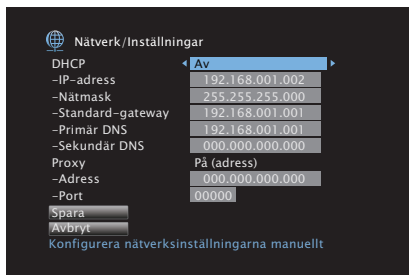 Nätverk/Inställningar
DHCP Av
–IP-adress 192.168.001.002
–Nätmask 255.255.255.000
–Standard-gateway 192.168.001.001
–Primär DNS 192.168.001.001
–Sekundär DNS 000.000.000.000
Proxy På (adress)
–Adress 000.000.000.000
–Port 00000
Spara
Avbryt
Konfigurera nätverksinställningarna manuellt